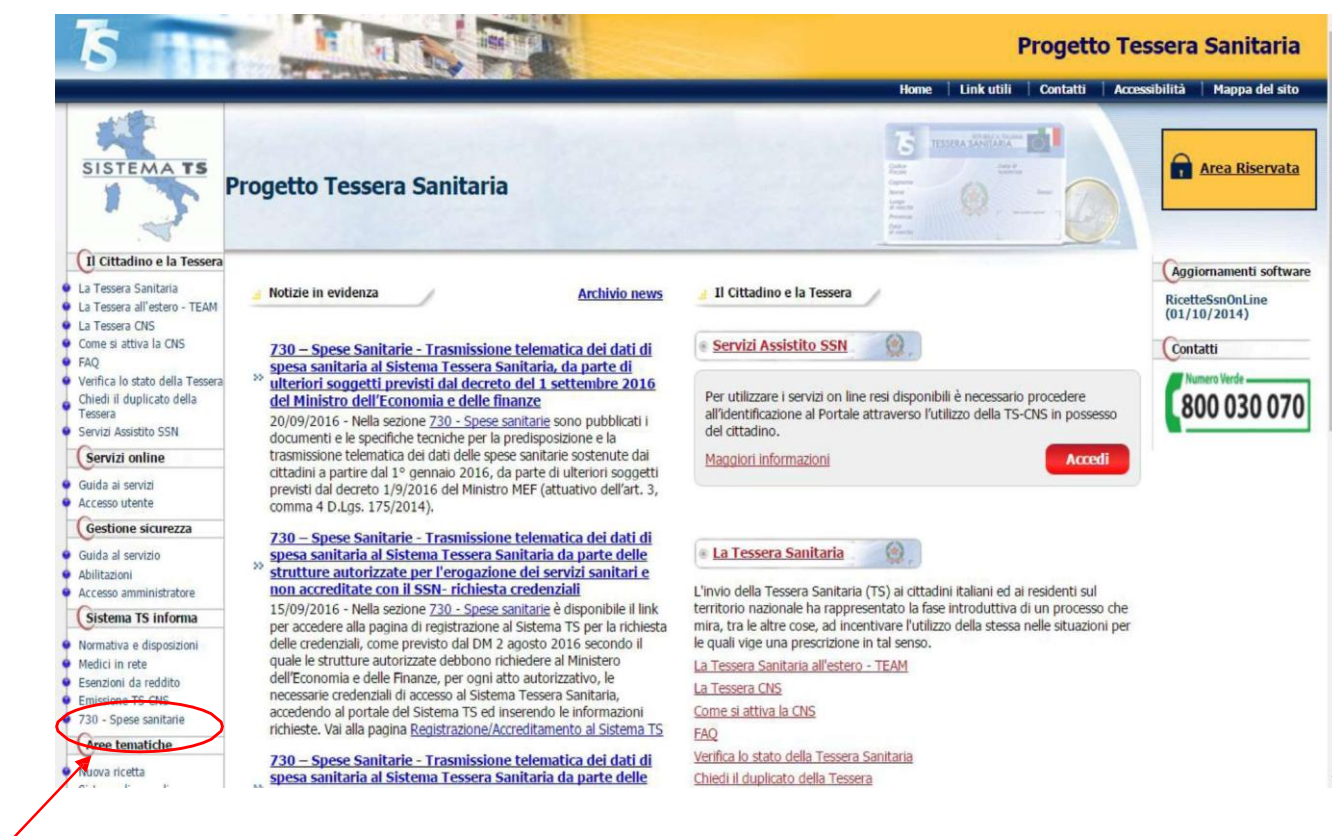 TS
Progetto Tessera Sanitaria
Home
Link utili
Contatti
Accessibilità
Mappa del sito
SISTEMA TS
Progetto Tessera Sanitaria
TS
TESSERA SANITARIA
Area Riservata
Il Cittadino e la Tessera
La Tessera Sanitaria
La Tessera all'estero - TEAM
La Tessera CNS
Come si attiva la CNS
FAQ
Verifica lo stato della Tessera
Chiedi il duplicato della
Tessera
Servizi Assistito SSN
Servizi online
Guida ai servizi
Accesso utente
Gestione sicurezza
Guida al servizio
Abilitazioni
Accesso amministratore
Sistema TS informa
Normativa e disposizioni
Medici in rete
Esenzioni da reddito
Emissione TS-CNS
730 - Spese sanitarie
Aree tematiche
Nuova ricetta
Notizie in evidenza
Archivio news
730 – Spese Sanitarie - Trasmissione telematica dei dati di
spesa sanitaria al Sistema Tessera Sanitaria, da parte di
ulteriori soggetti previsti dal decreto del 1 settembre 2016
del Ministro dell'Economia e delle finanze
20/09/2016 - Nella sezione 730 - Spese sanitarie sono pubblicati i
documenti e le specifiche tecniche per la predisposizione e la
trasmissione telematica dei dati delle spese sanitarie sostenute dai
cittadini a partire dal 1° gennaio 2016, da parte di ulteriori soggetti
previsti dal decreto 1/9/2016 del Ministro MEF (attuativo dell'art. 3,
comma 4 D.Lgs. 175/2014).
730 – Spese Sanitarie - Trasmissione telematica dei dati di
spesa sanitaria al Sistema Tessera Sanitaria da parte delle
strutture autorizzate per l'erogazione dei servizi sanitari e
non accreditate con il SSN- richiesta credenziali
15/09/2016 - Nella sezione 730 - Spese sanitarie è disponibile il link
per accedere alla pagina di registrazione al Sistema TS per la richiesta
delle credenziali, come previsto dal DM 2 agosto 2016 secondo il
quale le strutture autorizzate debbono richiedere al Ministero
dell'Economia e delle Finanze, per ogni atto autorizzativo, le
necessarie credenziali di accesso al Sistema Tessera Sanitaria,
accedendo al portale del Sistema TS ed inserendo le informazioni
richieste. Vai alla pagina Registrazione/Accreditamento al Sistema TS
730 – Spese Sanitarie - Trasmissione telematica dei dati di
spesa sanitaria al Sistema Tessera Sanitaria da parte delle
Il Cittadino e la Tessera
Servizi Assistito SSN
Per utilizzare i servizi on line resi disponibili è necessario procedere
all'identificazione al Portale attraverso l'utilizzo della TS-CNS in possesso
del cittadino.
Maggiori informazioni
Accedi
La Tessera Sanitaria
L'invio della Tessera Sanitaria (TS) ai cittadini italiani ed ai residenti sul
territorio nazionale ha rappresentato la fase introduttiva di un processo che
mira, tra le altre cose, ad incentivare l'utilizzo della stessa nelle situazioni per
le quali vige una prescrizione in tal senso.
La Tessera Sanitaria all'estero - TEAM
La Tessera CNS
Come si attiva la CNS
FAQ
Verifica lo stato della Tessera Sanitaria
Chiedi il duplicato della Tessera
Aggiornamenti software
RicetteSsnOnLine
(01/10/2014)
Contatti
Numero Verde
800 030 070